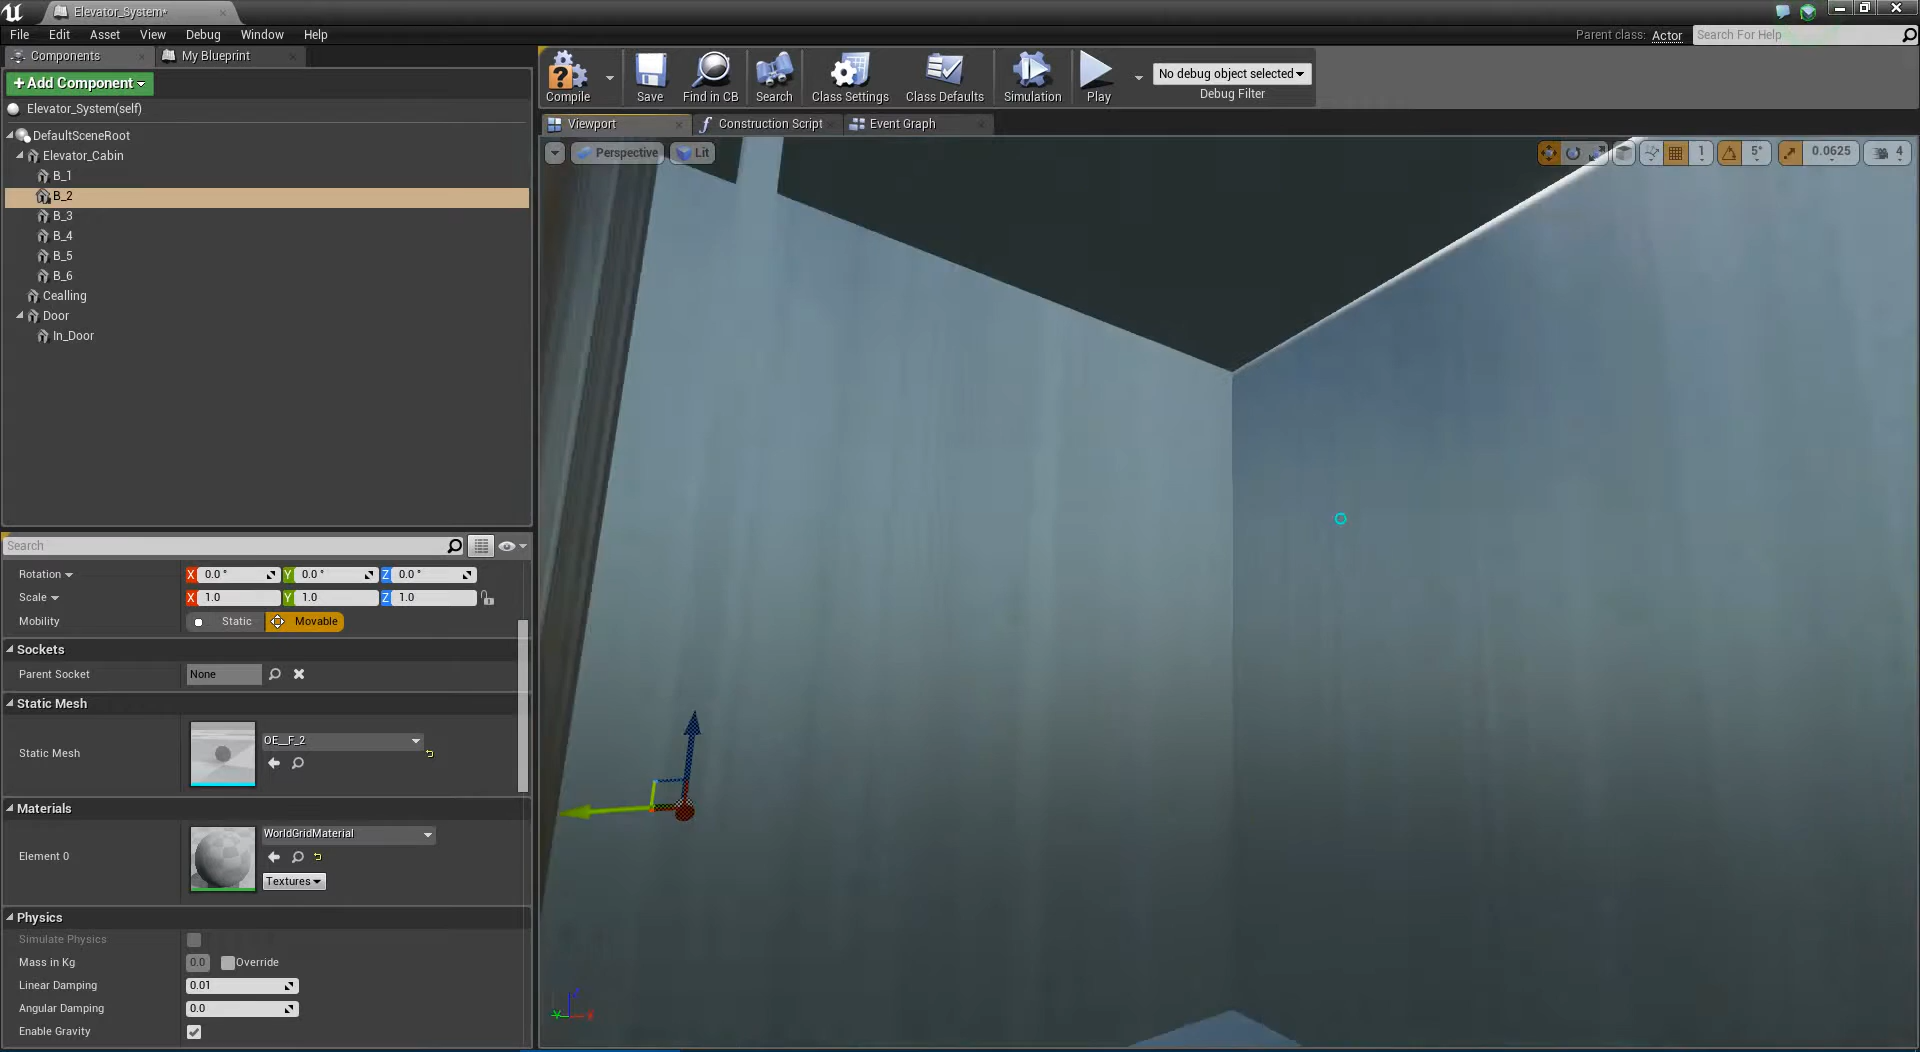 Elevator_System*
File Edit Asset View Debug Window Help
Parent class: Actor Search For Help
Components My Blueprint
+Add Component
Elevator_System(self)
DefaultSceneRoot
Elevator_Cabin
B_1
B_2
B_3
B_4
B_5
B_6
Cealling
Door
In_Door
Compile Save Find in CB Search Class Settings Class Defaults Simulation Play
No debug object selected
Debug Filter
Viewport Construction Script Event Graph
Perspective Lit
1 5° 0.0625 4
Search
Rotation X 0.0 ° Y 0.0 ° Z 0.0 °
Scale X 1.0 Y 1.0 Z 1.0
Mobility Static Movable
Sockets
Parent Socket None
Static Mesh
Static Mesh OE__F_2
Materials
Element 0 WorldGridMaterial
Textures
Physics
Simulate Physics
Mass in Kg 0.0 Override
Linear Damping 0.01
Angular Damping 0.0
Enable Gravity